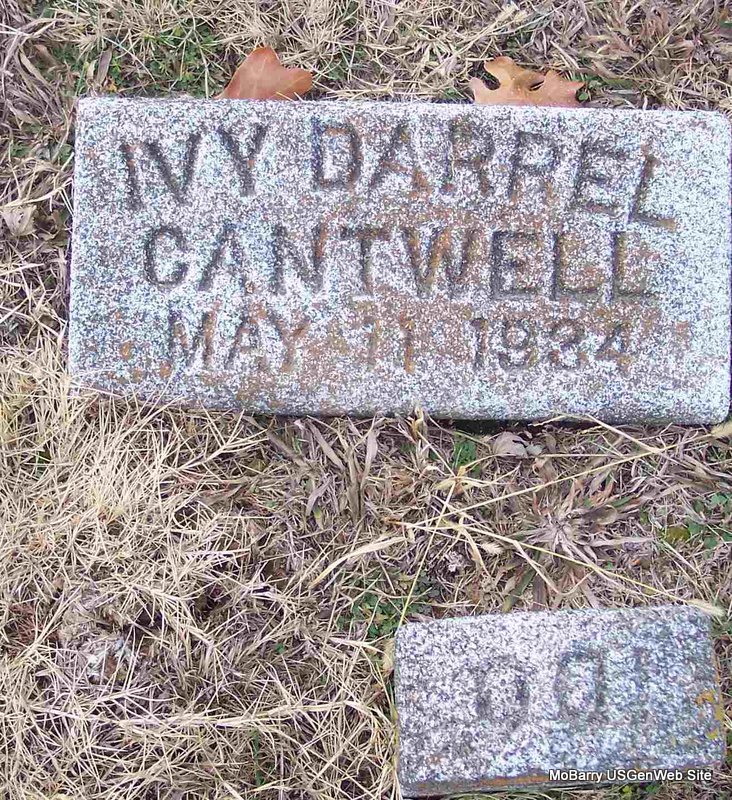 IVY DARREL
CANTWELL
MAY 11 1934
MoBarry USGenWeb Site